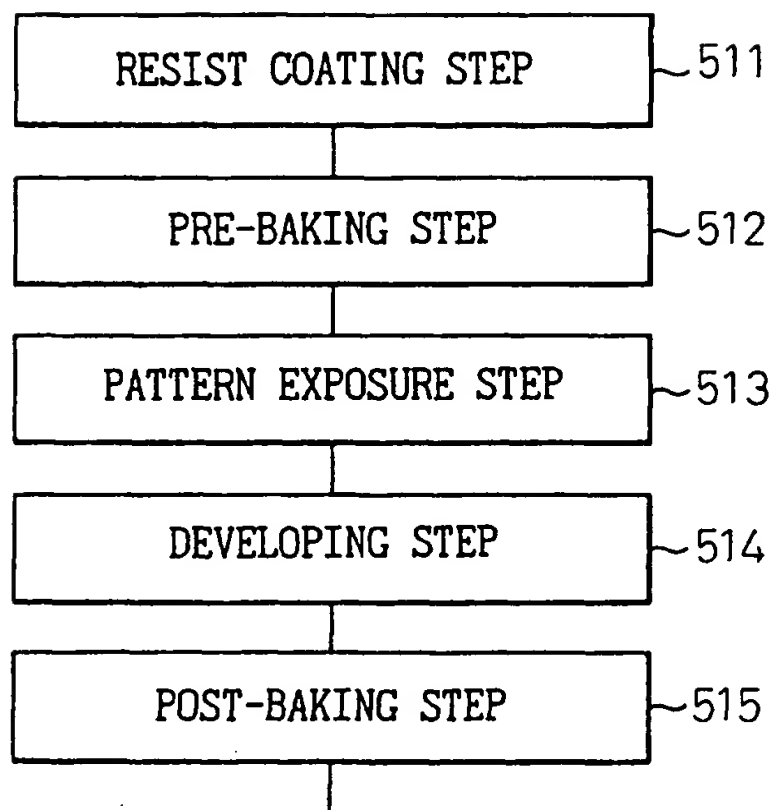 RESIST COATING STEP 511
PRE-BAKING STEP 512
PATTERN EXPOSURE STEP 513
DEVELOPING STEP 514
POST-BAKING STEP 515